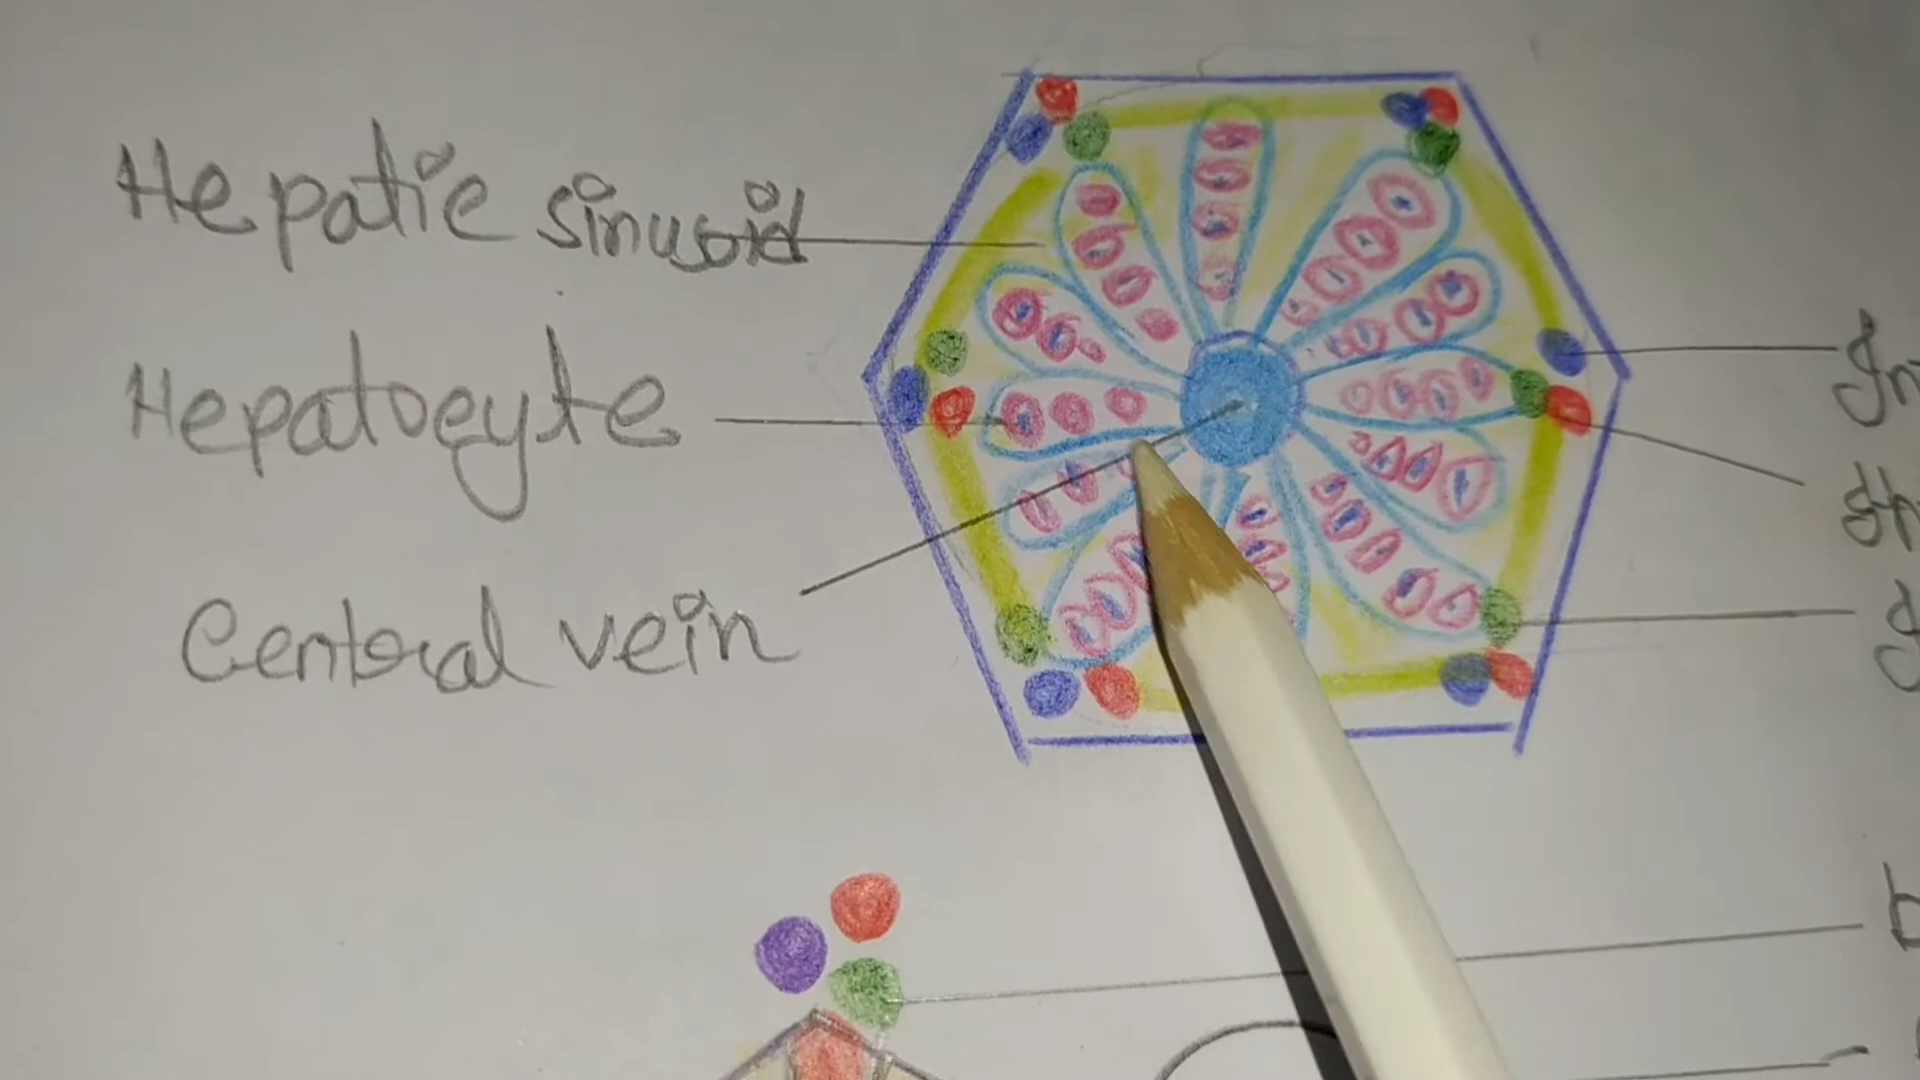 Hepatic sinusoid
Hepatocyte
Central vein